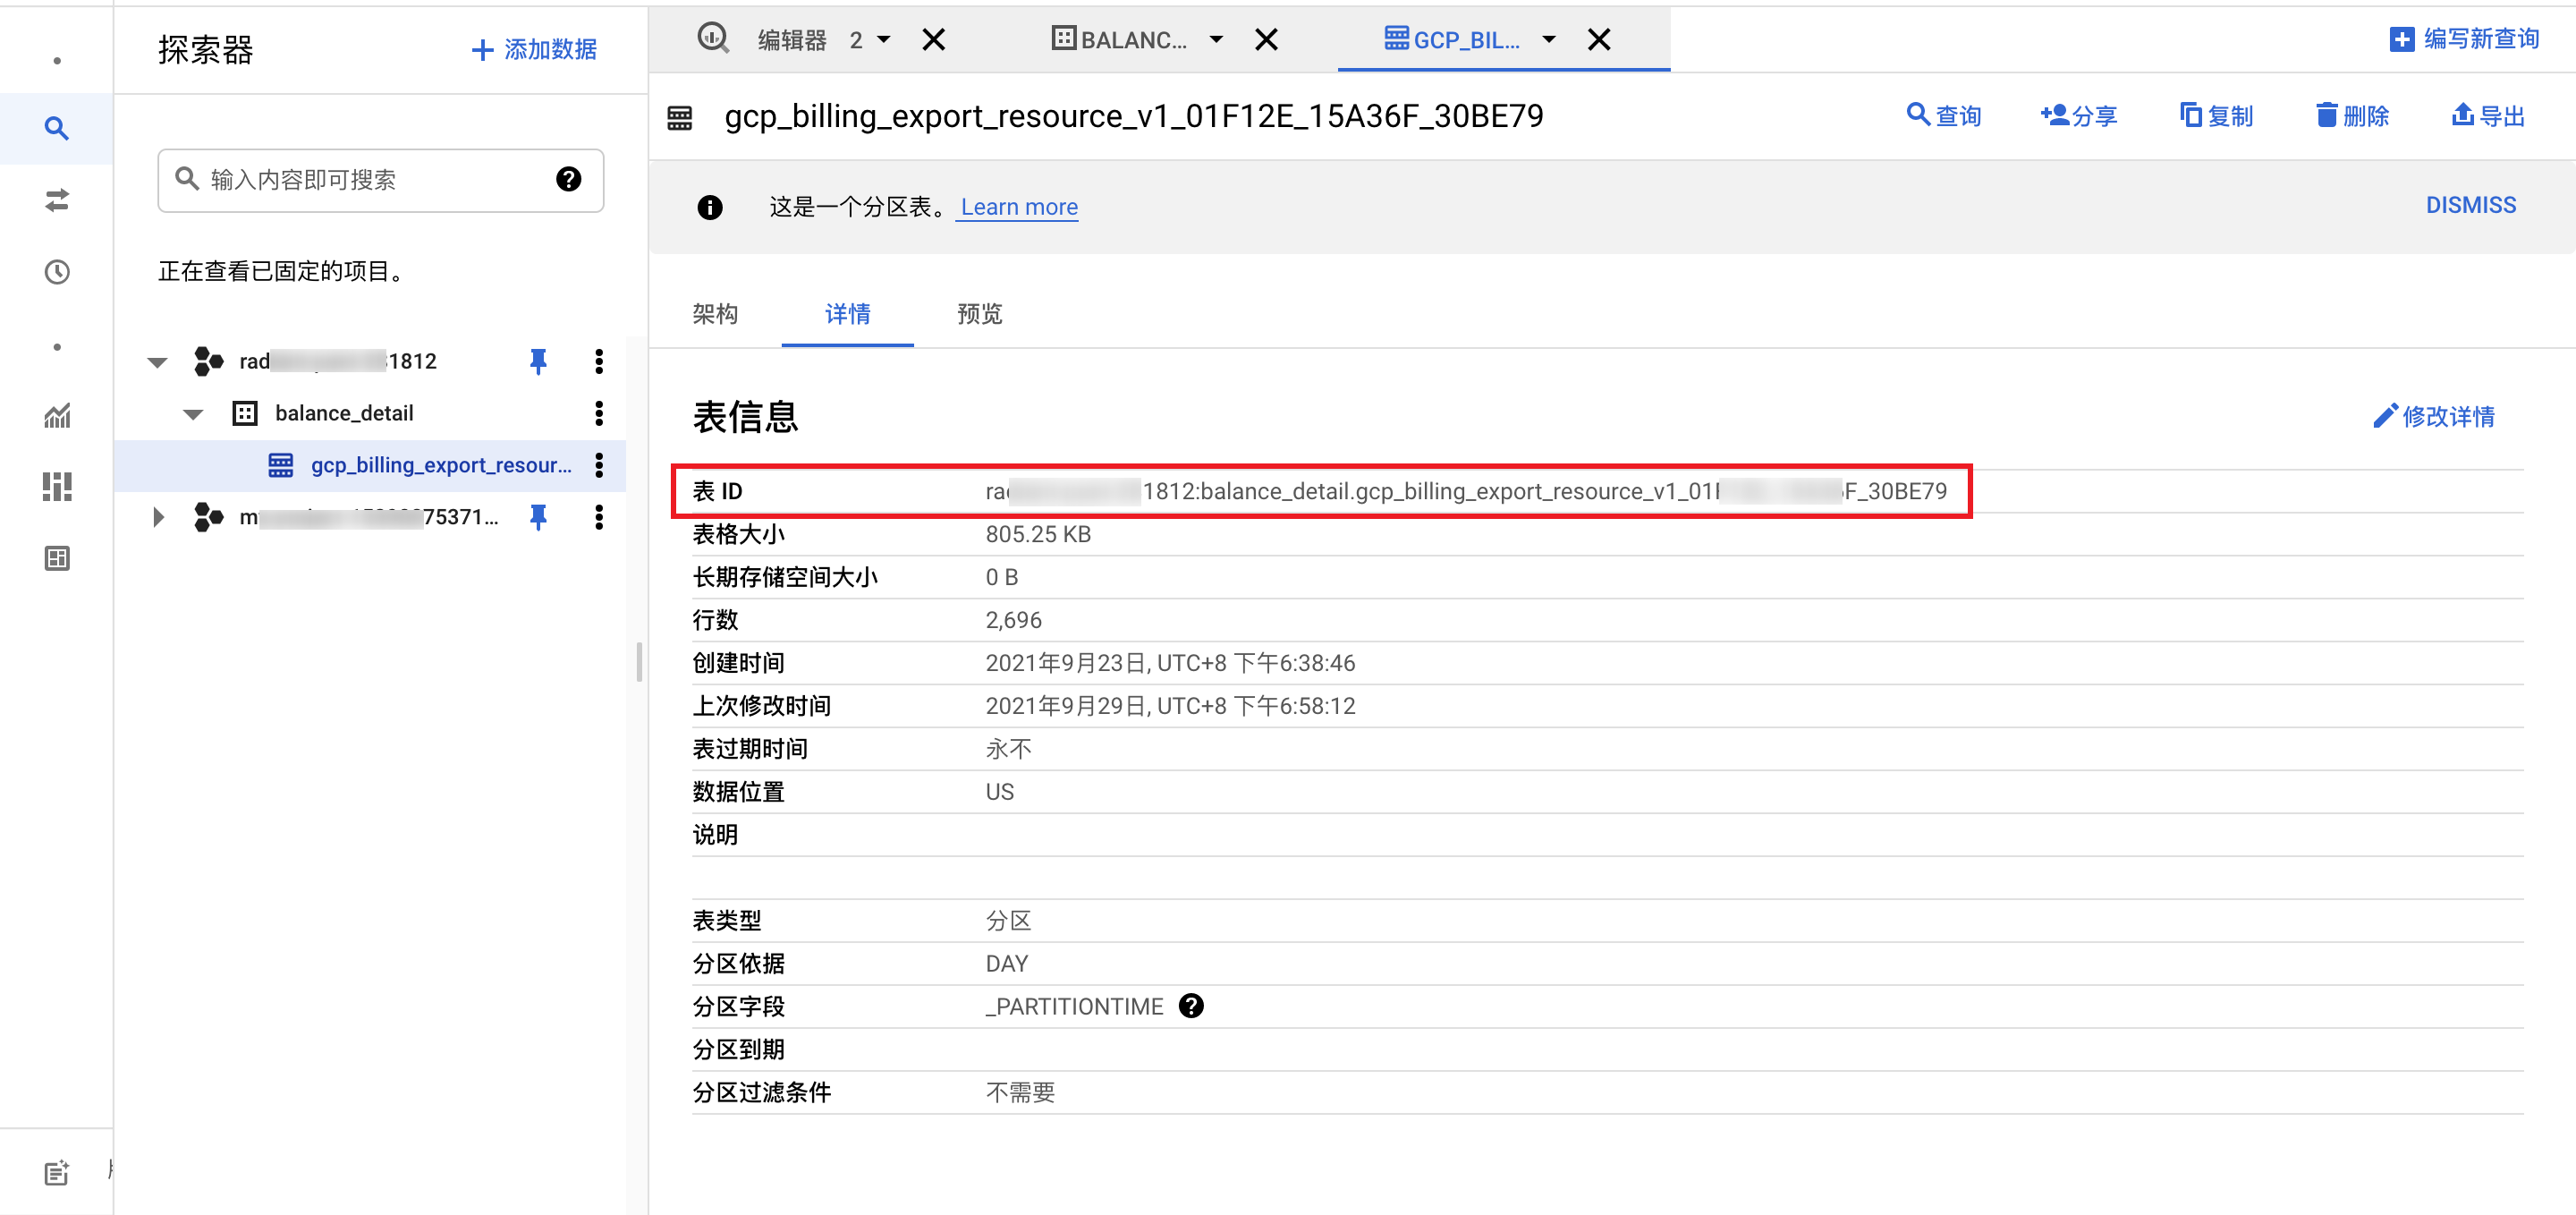 探索器
添加数据
输入内容即可搜索
正在查看已固定的项目。
rad 1812
balance_detail
gcp_billing_export_resour...
m 75371...
编辑器 2
BALANC...
GCP_BIL...
编写新查询
gcp_billing_export_resource_v1_01F12E_15A36F_30BE79
查询
分享
复制
删除
导出
这是一个分区表。 Learn more
DISMISS
架构
详情
预览
表信息
修改详情
表 ID ra 1812:balance_detail.gcp_billing_export_resource_v1_01 F_30BE79
表格大小 805.25 KB
长期存储空间大小 0 B
行数 2,696
创建时间 2021年9月23日, UTC+8 下午6:38:46
上次修改时间 2021年9月29日, UTC+8 下午6:58:12
表过期时间 永不
数据位置 US
说明
表类型 分区
分区依据 DAY
分区字段 _PARTITIONTIME
分区到期
分区过滤条件 不需要